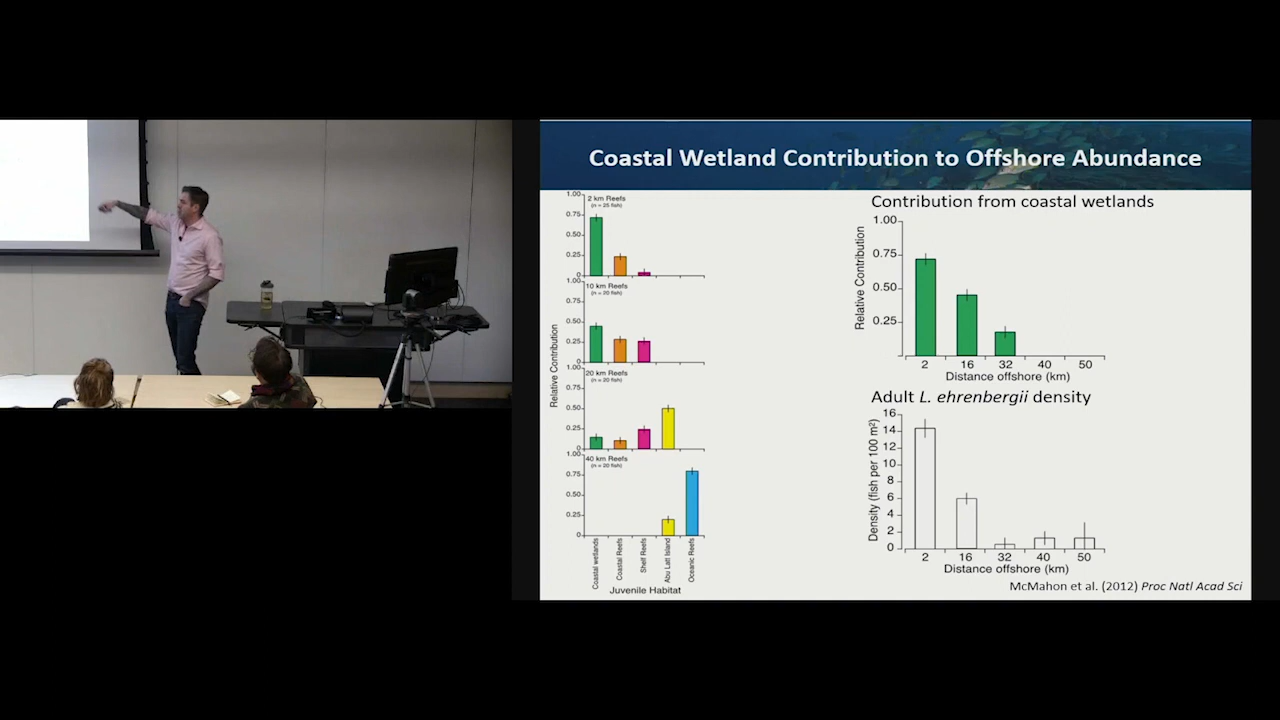 Coastal Wetland Contribution to Offshore Abundance
Relative Contribution
1.00
0.75
0.50
0.25
0
2 km Reefs
(n = 25 fish)
1.00
0.75
0.50
0.25
0
10 km Reefs
(n = 20 fish)
1.00
0.75
0.50
0.25
0
20 km Reefs
(n = 20 fish)
1.00
0.75
0.50
0.25
0
40 km Reefs
(n = 20 fish)
Coastal wetlands
Coastal Reefs
Shelf Reefs
Abu Latt Island
Oceanic Reefs
Juvenile Habitat
Contribution from coastal wetlands
Relative Contribution
1.00
0.75
0.50
0.25
2 16 32 40 50
Distance offshore (km)
Adult L. ehrenbergii density
Density (fish per 100 m²)
16
14
12
10
8
6
4
2
0
2 16 32 40 50
Distance offshore (km)
McMahon et al. (2012) Proc Natl Acad Sci